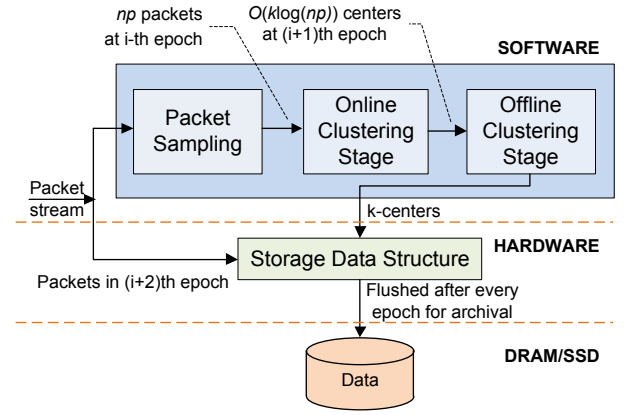 np packets
at i-th epoch
O(klog(np)) centers
at (i+1)th epoch
SOFTWARE
Packet
Sampling
Online
Clustering
Stage
Offline
Clustering
Stage
Packet
stream
k-centers
HARDWARE
Storage Data Structure
Packets in (i+2)th epoch
Flushed after every
epoch for archival
DRAM/SSD
Data